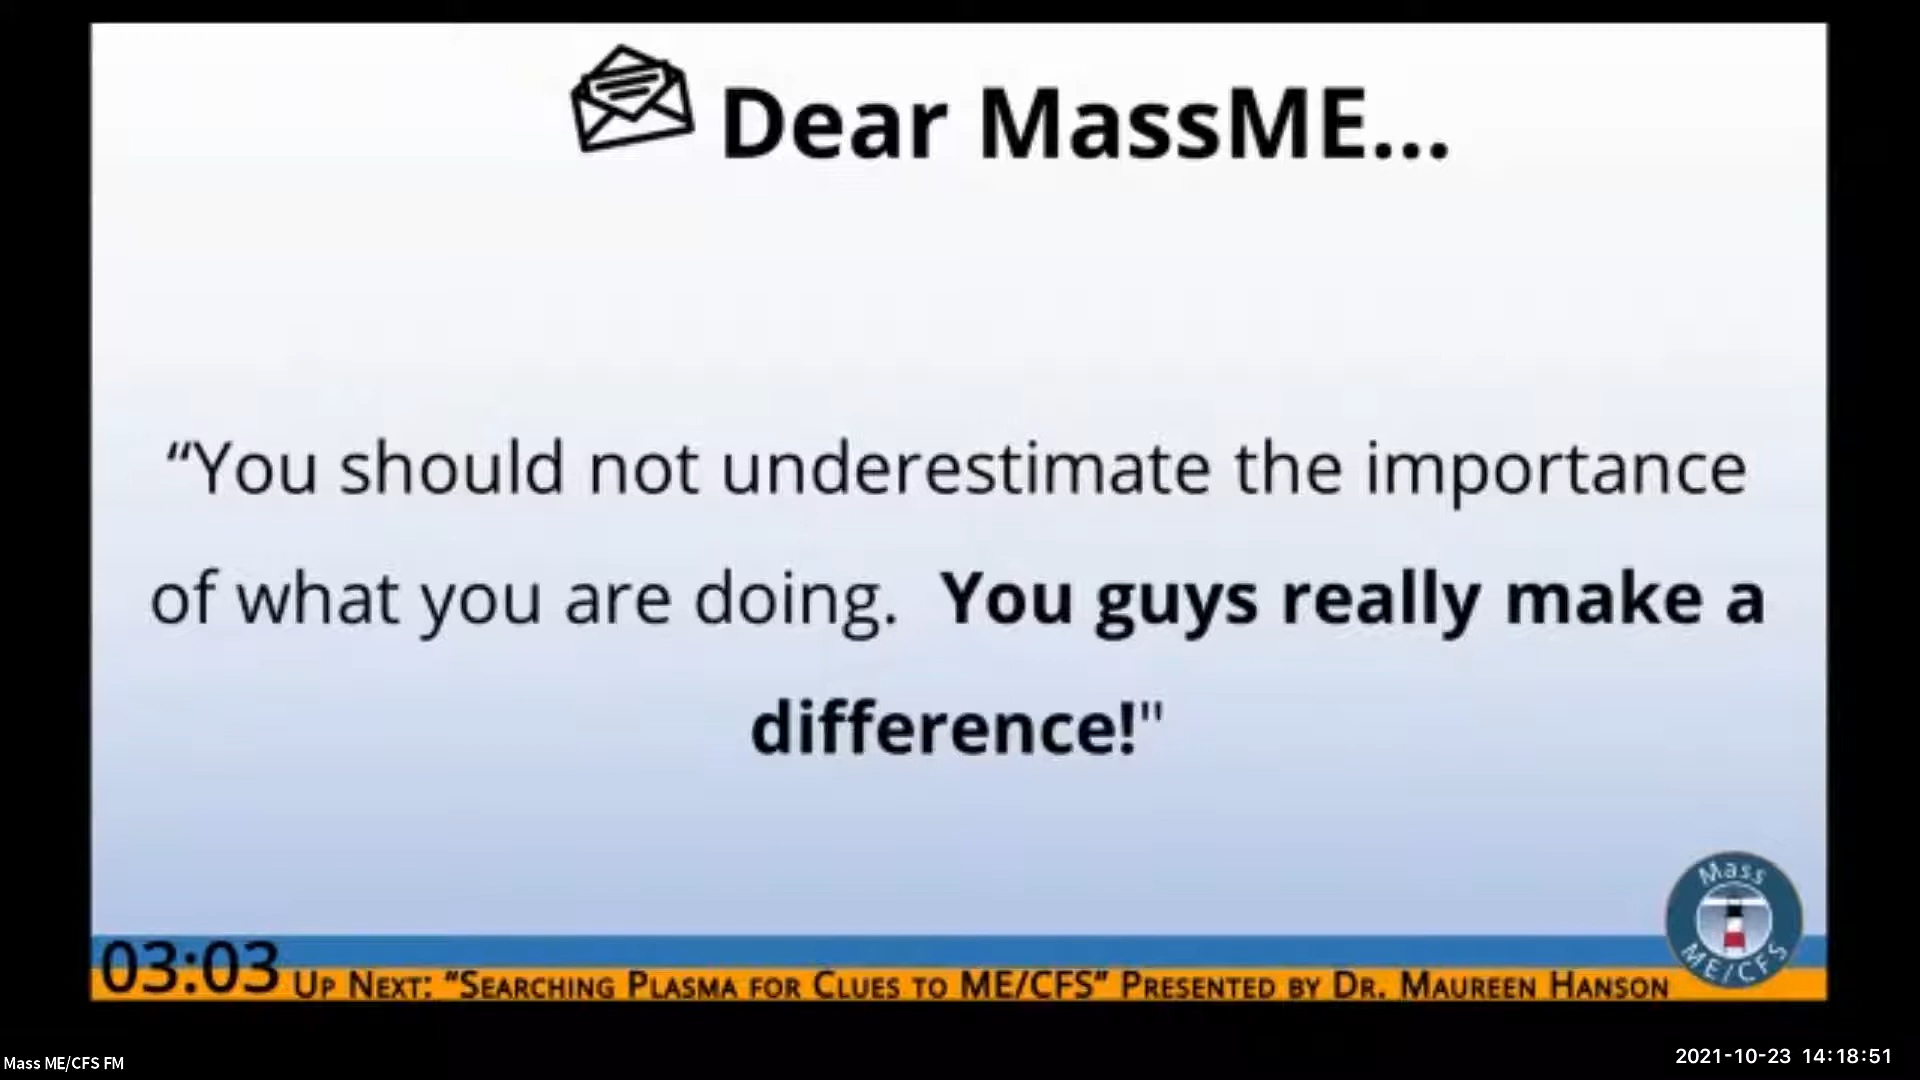 Dear MassME...
“You should not underestimate the importance
of what you are doing.  You guys really make a
difference!"
Mass
ME/CFS
03:03
Up Next: “Searching Plasma for Clues to ME/CFS” Presented by Dr. Maureen Hanson
Mass ME/CFS FM
2021-10-23 14:18:51